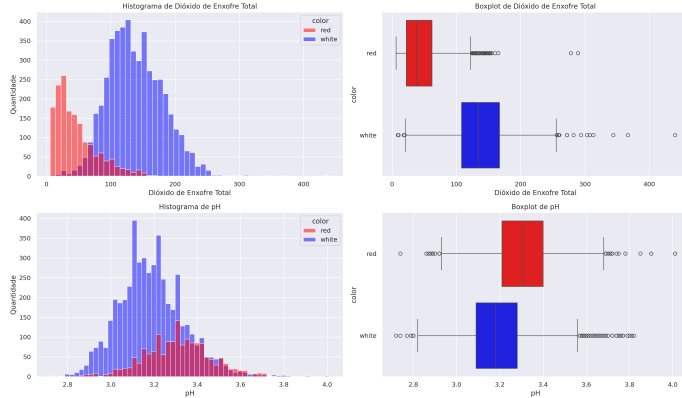 Histograma de Dióxido de Enxofre Total
color
red
white
400
350
300
250
200
150
100
50
0
Quantidade
0
100
200
300
400
Dióxido de Enxofre Total
Boxplot de Dióxido de Enxofre Total
red
white
color
0
100
200
300
400
Dióxido de Enxofre Total
Histograma de pH
color
red
white
400
350
300
250
200
150
100
50
0
Quantidade
2.8
3.0
3.2
3.4
3.6
3.8
4.0
pH
Boxplot de pH
red
white
color
2.8
3.0
3.2
3.4
3.6
3.8
4.0
pH